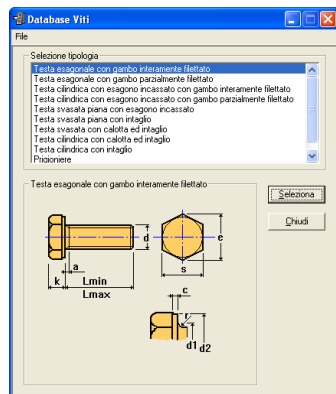 Database Viti
File
Selezione tipologia
Testa esagonale con gambo interamente filettato
Testa esagonale con gambo parzialmente filettato
Testa cilindrica con esagono incassato con gambo interamente filettato
Testa cilindrica con esagono incassato con gambo parzialmente filettato
Testa svasata piana con esagono incassato
Testa svasata piana con intaglio
Testa svasata con calotta ed intaglio
Testa cilindrica con calotta ed intaglio
Testa cilindrica con intaglio
Prigioniere
Testa esagonale con gambo interamente filettato
Seleziona
Chiudi
d
e
a
s
k
Lmin
Lmax
c
r
d1
d2